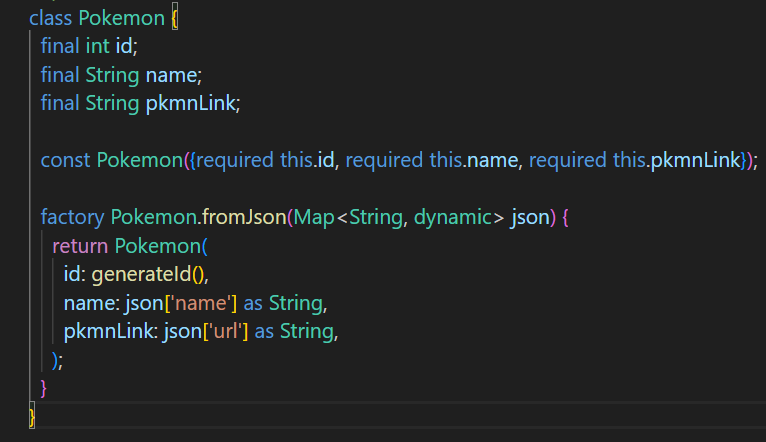 class Pokemon {
final int id;
final String name;
final String pkmnLink;
const Pokemon({required this.id, required this.name, required this.pkmnLink});
factory Pokemon.fromJson(Map<String, dynamic> json) {
return Pokemon(
id: generateId(),
name: json['name'] as String,
pkmnLink: json['url'] as String,
);
}
}